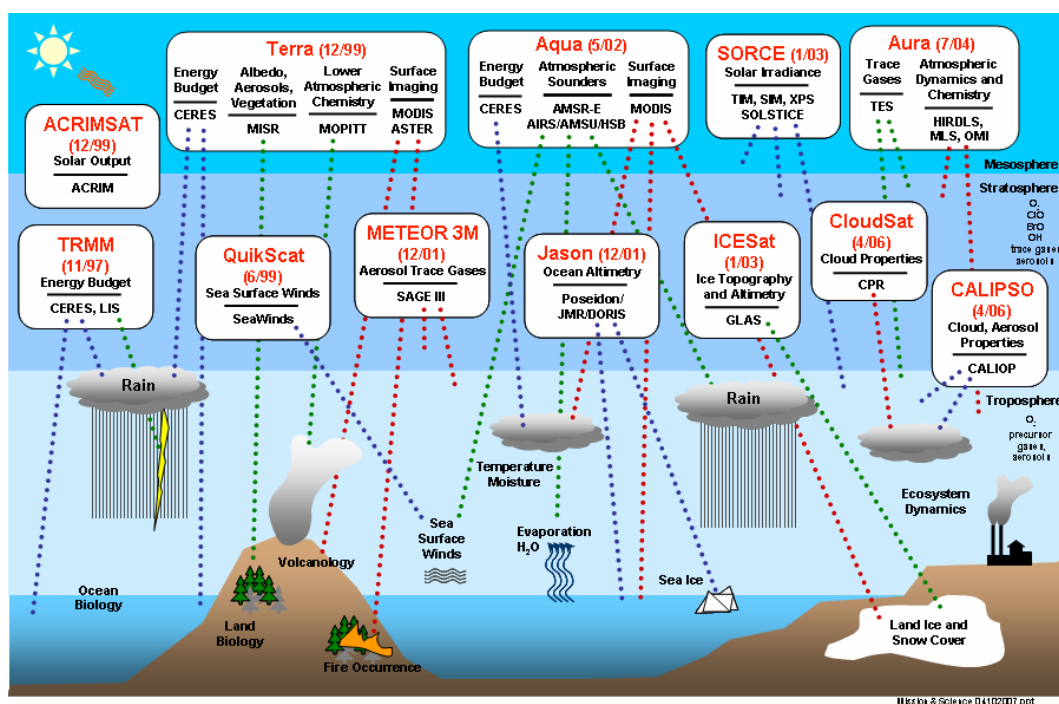 Terra (12/99)
Energy
Budget
CERES
Albedo,
Aerosols,
Vegetation
MISR
Lower
Atmospheric
Chemistry
MOPITT
Surface
Imaging
MODIS
ASTER
Aqua (5/02)
Energy
Budget
CERES
Atmospheric
Sounders
AMSR-E
AIRS/AMSU/HSB
Surface
Imaging
MODIS
SORCE (1/03)
Solar Irradiance
TIM, SIM, XPS
SOLSTICE
Aura (7/04)
Trace
Gases
TES
Atmospheric
Dynamics and
Chemistry
HIRDLS,
MLS, OMI
ACRIMSAT
(12/99)
Solar Output
ACRIM
Mesosphere
Stratosphere
ClO
BrO
OH
trace gases
aerosols
TRMM
(11/97)
Energy Budget
CERES, LIS
QuikScat
(6/99)
Sea Surface Winds
SeaWinds
METEOR 3M
(12/01)
Aerosol Trace Gases
SAGE III
Jason (12/01)
Ocean Altimetry
Poseidon/
JMR/DORIS
ICESat
(1/03)
Ice Topography
and Altimetry
GLAS
CloudSat
(4/06)
Cloud Properties
CPR
CALIPSO
(4/06)
Cloud, Aerosol
Properties
CALIOP
Troposphere
precursor
gases,
aerosols
Rain
Rain
Temperature
Moisture
Ecosystem
Dynamics
Sea
Surface
Winds
Evaporation
H2O
Volcanology
Ocean
Biology
Sea Ice
Land
Biology
Land Ice and
Snow Cover
Fire Occurrence
Mission & Science 04102007.ppt